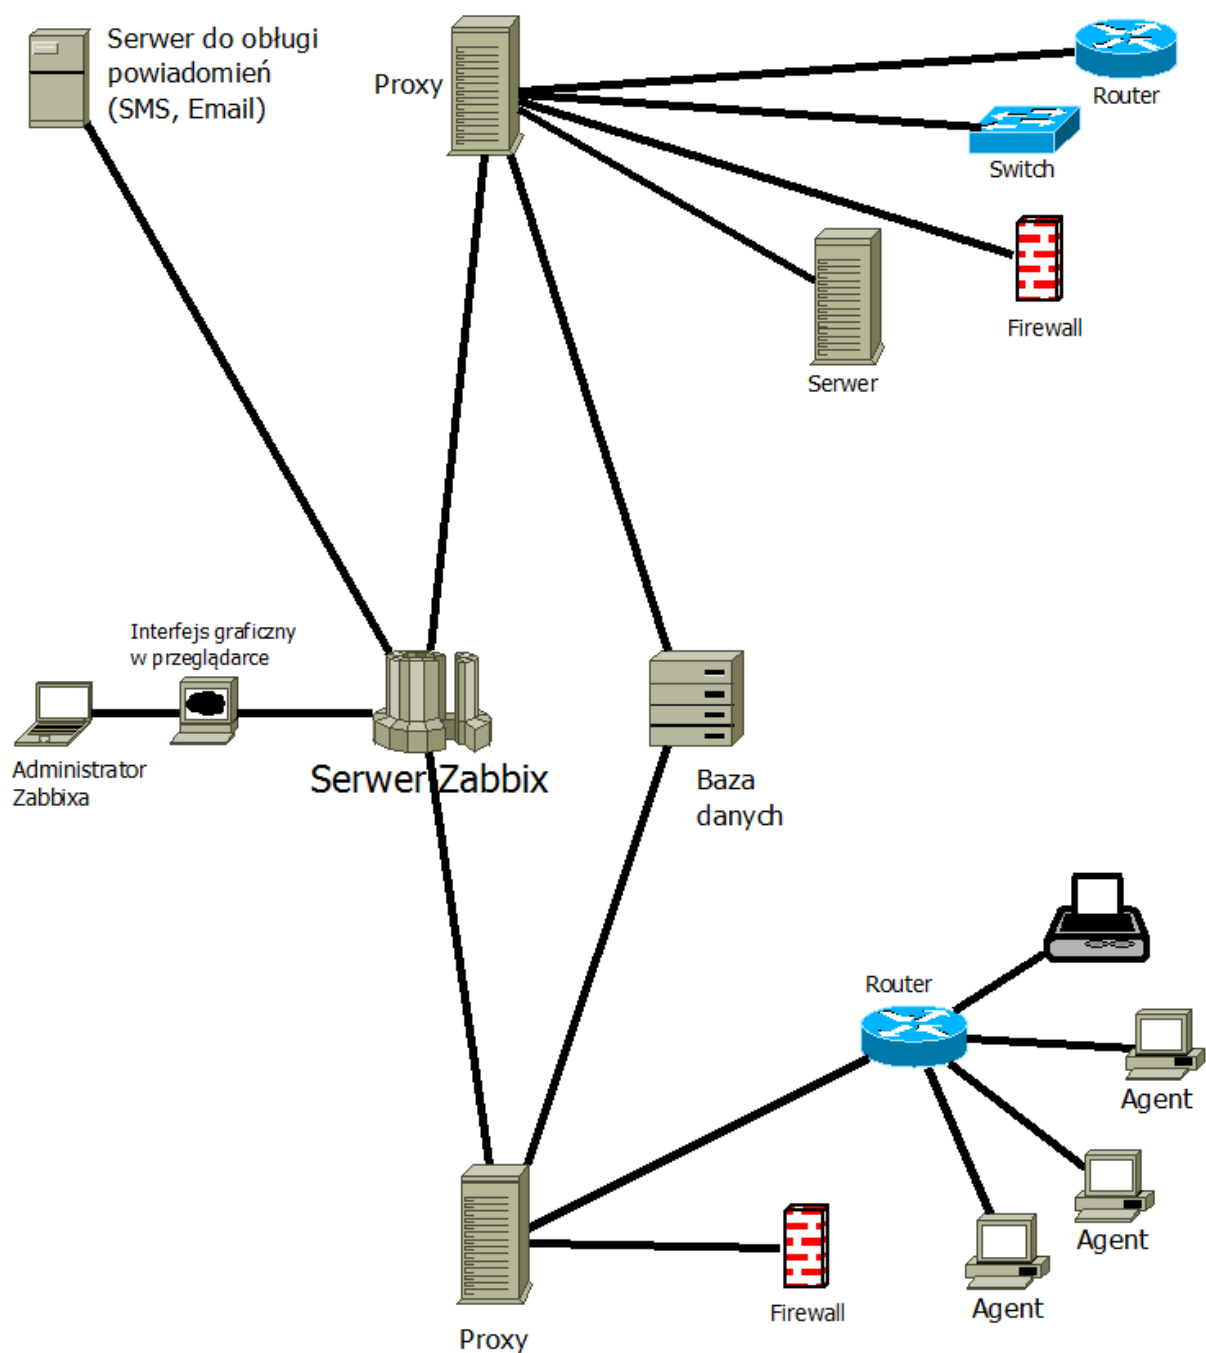 Serwer do obługi
powiadomień
(SMS, Email)
Proxy
Router
Switch
Firewall
Serwer
Interfejs graficzny
w przeglądarce
Administrator
Zabbixa
Serwer Zabbix
Baza
danych
Router
Agent
Agent
Agent
Firewall
Proxy